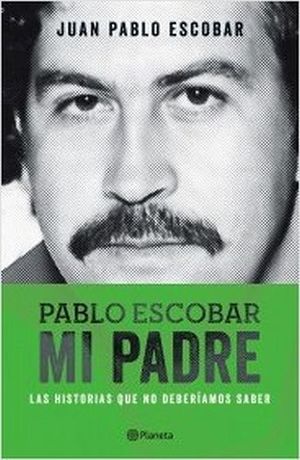 JUAN PABLO ESCOBAR
PABLO ESCOBAR
MI PADRE
LAS HISTORIAS QUE NO DEBERÍAMOS SABER
Planeta